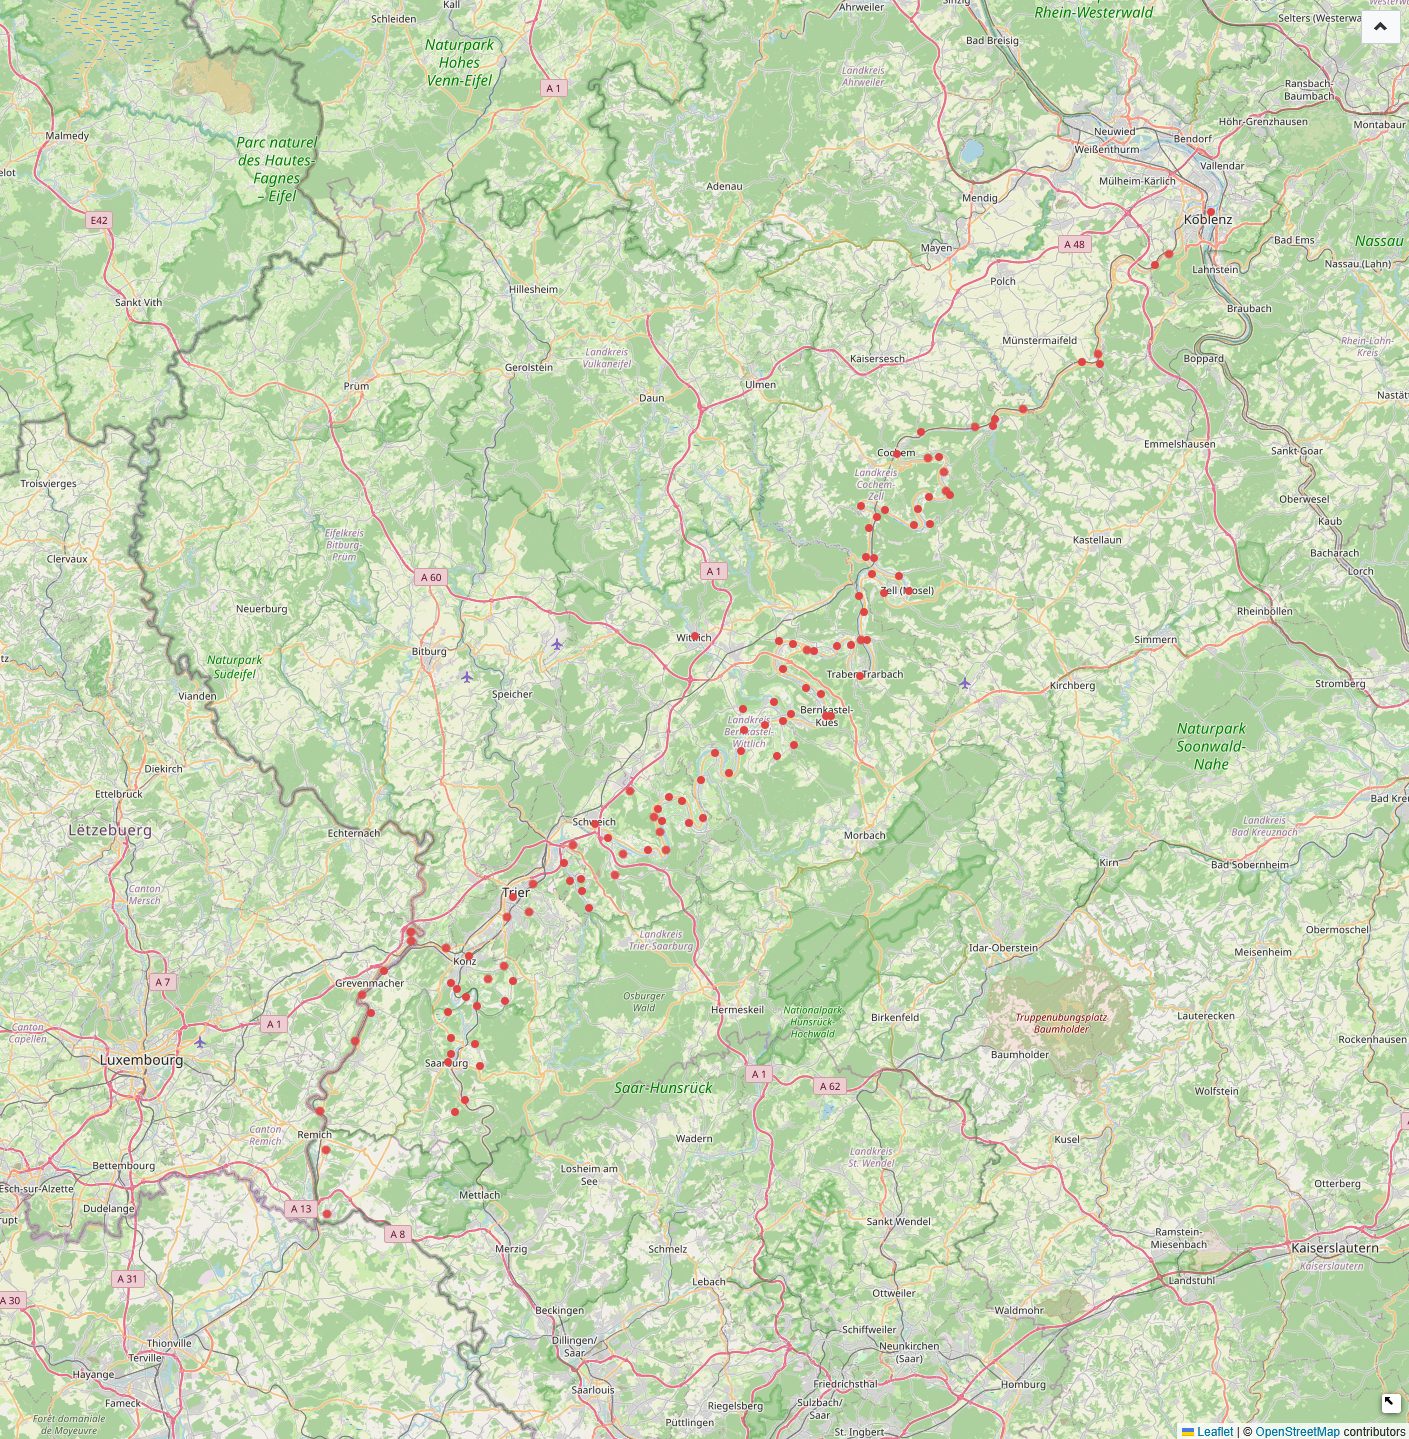 Schleiden
Kall
Ahrweiler
Rhein-Westerwald
Selters (Westerwa
Naturpark
Hohes
Venn-Eifel
Bad Breisig
A 1
Landkreis
Ahrweiler
Ransbach-
Baumbach
Malmedy
Parc naturel
des Hautes-
Fagnes
– Eifel
Neuwied
Weißenthurm
Bendorf
Höhr-Grenzhausen
Montabaur
Vallendar
elot
Adenau
Mülheim-Kärlich
Mendig
E42
Koblenz
Mayen
A 48
Bad Ems
Nassau
Nassau (Lahn)
Lahnstein
Polch
Hillesheim
Sankt Vith
Braubach
Münstermaifeld
Rhein-Lahn-
Kreis
Landkreis
Vulkaneifel
Kaisersesch
Boppard
Gerolstein
Prüm
Ulmen
Daun
Nastätt
Emmelshausen
Sankt Goar
Cochem
Landkreis
Cochem-
Zell
Troisvierges
Oberwesel
Kaub
Eifelkreis
Bitburg-
Prüm
Kastellaun
Bacharach
Lorch
Clervaux
A 60
A 1
Zell (Mosel)
Neuerburg
Rheinböllen
Wittlich
Simmern
Bitburg
tz
Naturpark
Südeifel
Traben-Trarbach
Stromberg
Kirchberg
Vianden
Speicher
Bernkastel-
Kues
Landkreis
Bernkastel-
Wittlich
Naturpark
Soonwald-
Nahe
Diekirch
Ettelbrück
Bad Kreu
Lëtzebuerg
Echternach
Schweich
Morbach
Landkreis
Bad Kreuznach
Kirn
Bad Sobernheim
Canton
Mersch
Trier
Obermoschel
Landkreis
Trier-Saarburg
Idar-Oberstein
Meisenheim
Konz
A 7
Grevenmacher
Osburger
Wald
Hermeskeil
Nationalpark
Hunsrück-
Hochwald
Birkenfeld
Truppenübungsplatz
Baumholder
Lauterecken
A 1
Canton
Capellen
Rockenhausen
Luxembourg
Saarburg
Baumholder
A 1
A 62
Saar-Hunsrück
Wolfstein
Canton
Remich
Remich
Wadern
Kusel
Bettembourg
Landkreis
St. Wendel
Losheim am
See
Esch-sur-Alzette
Mettlach
Otterberg
Dudelange
A 13
rupt
Sankt Wendel
A 8
Ramstein-
Miesenbach
Kaiserslautern
Kaiserslautern
Merzig
Schmelz
A 31
Lebach
Landstuhl
Ottweiler
A 30
Beckingen
Waldmohr
Schiffweiler
Thionville
Terville
Dillingen/
Saar
Neunkirchen
(Saar)
Hayange
Saarlouis
Friedrichsthal
Homburg
Fameck
Riegelsberg
Sulzbach/
Saar
Forêt domaniale
de Moyeuvre
Püttlingen
St. Ingbert
Leaflet | © OpenStreetMap contributors